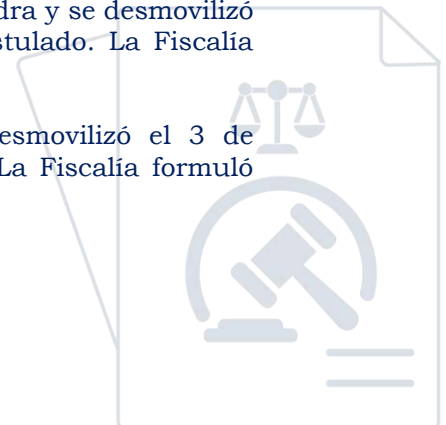 dra y se desmovilizó
stulado. La Fiscalía
esmovilizó el 3 de
La Fiscalía formuló